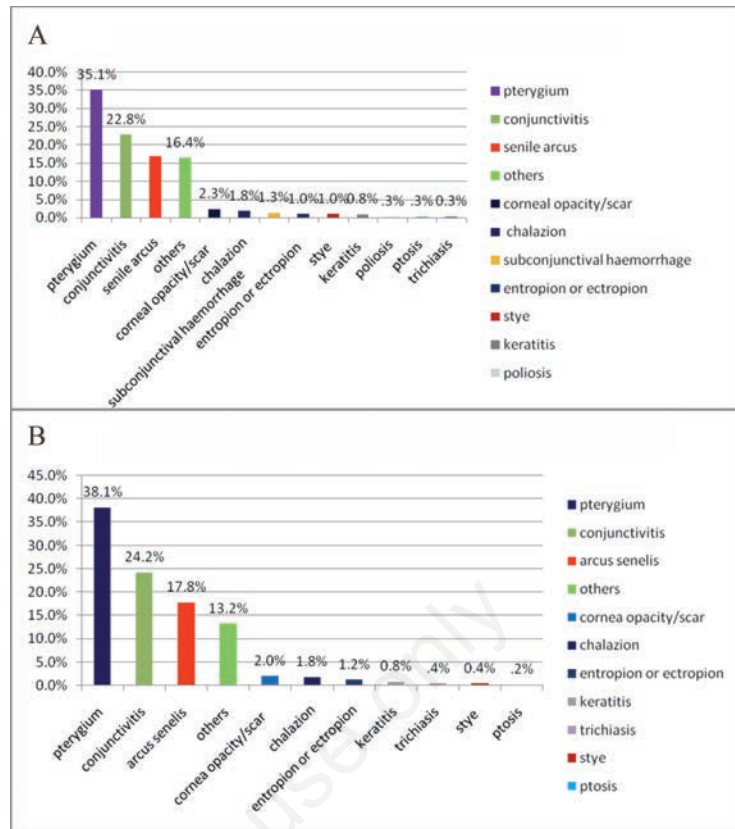 A
40.0%
35.0%
30.0%
25.0%
20.0%
15.0%
10.0%
5.0%
0.0%
35.1%
22.8%
16.4%
2.3%
1.8%
1.3%
1.0%
1.0%
0.8%
.3%
.3%
0.3%
pterygium
conjunctivitis
senile arcus
others
corneal opacity/scar
chalazion
subconjunctival haemorrhage
entropion or ectropion
stye
keratitis
poliosis
ptosis
trichiasis
pterygium
conjunctivitis
senile arcus
others
corneal opacity/scar
chalazion
subconjunctival haemorrhage
entropion or ectropion
stye
keratitis
poliosis
B
45.0%
40.0%
35.0%
30.0%
25.0%
20.0%
15.0%
10.0%
5.0%
0.0%
38.1%
24.2%
17.8%
13.2%
2.0%
1.8%
1.2%
0.8%
.4%
0.4%
.2%
pterygium
conjunctivitis
arcus senelis
others
cornea opacity/scar
chalazion
entropion or ectropion
keratitis
trichiasis
stye
ptosis
pterygium
conjunctivitis
arcus senelis
others
cornea opacity/scar
chalazion
entropion or ectropion
keratitis
trichiasis
stye
ptosis
use only